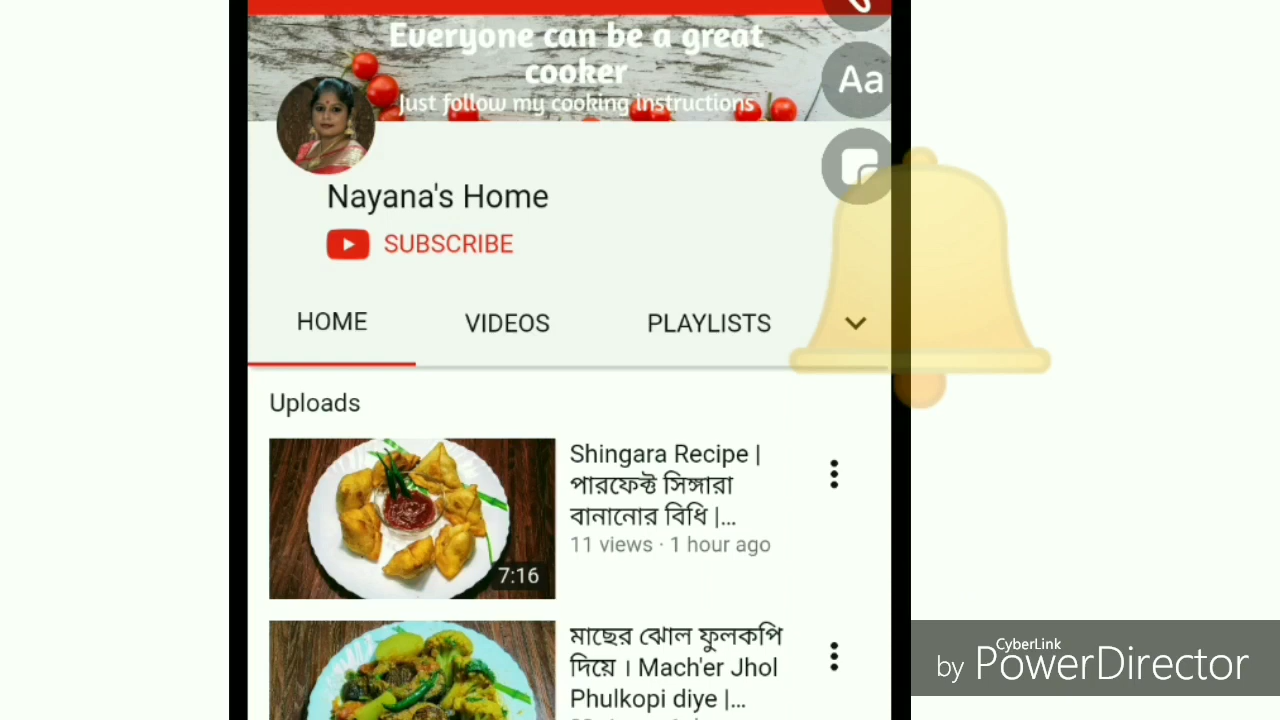 Everyone can be a great
cooker
Just follow my cooking instructions
Aa
Nayana's Home
SUBSCRIBE
HOME
VIDEOS
PLAYLISTS
Uploads
Shingara Recipe |
পারফেক্ট সিঙ্গারা
বানানোর বিধি |...
11 views · 1 hour ago
7:16
মাছের ঝোল ফুলকপি
দিয়ে । Mach'er Jhol
Phulkopi diye |...
CyberLink
by PowerDirector